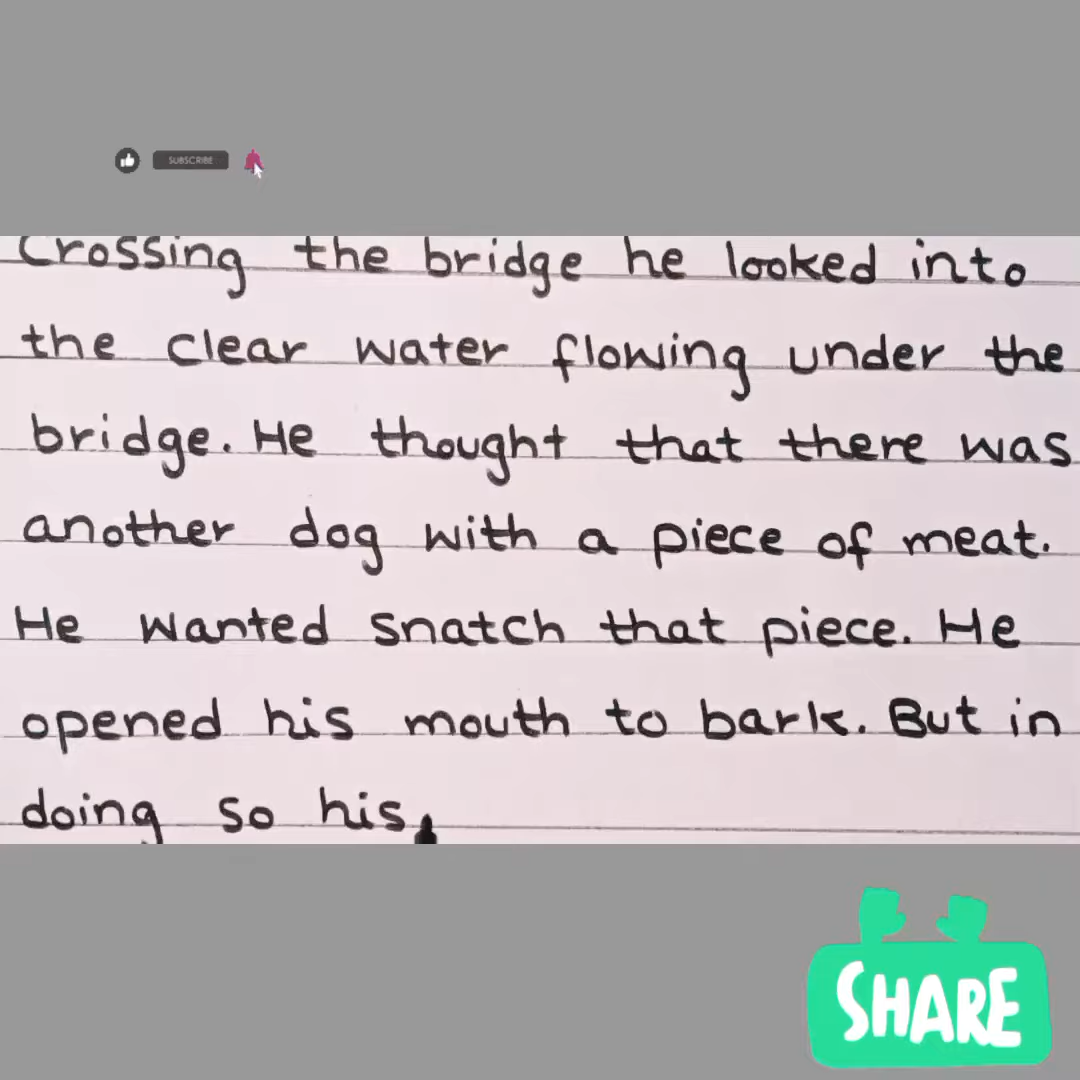 SUBSCRIBE
Crossing the bridge he looked into
the clear water flowing under the
bridge. He thought that there was
another dog with a piece of meat.
He wanted snatch that piece. He
opened his mouth to bark. But in
doing so his
SHARE